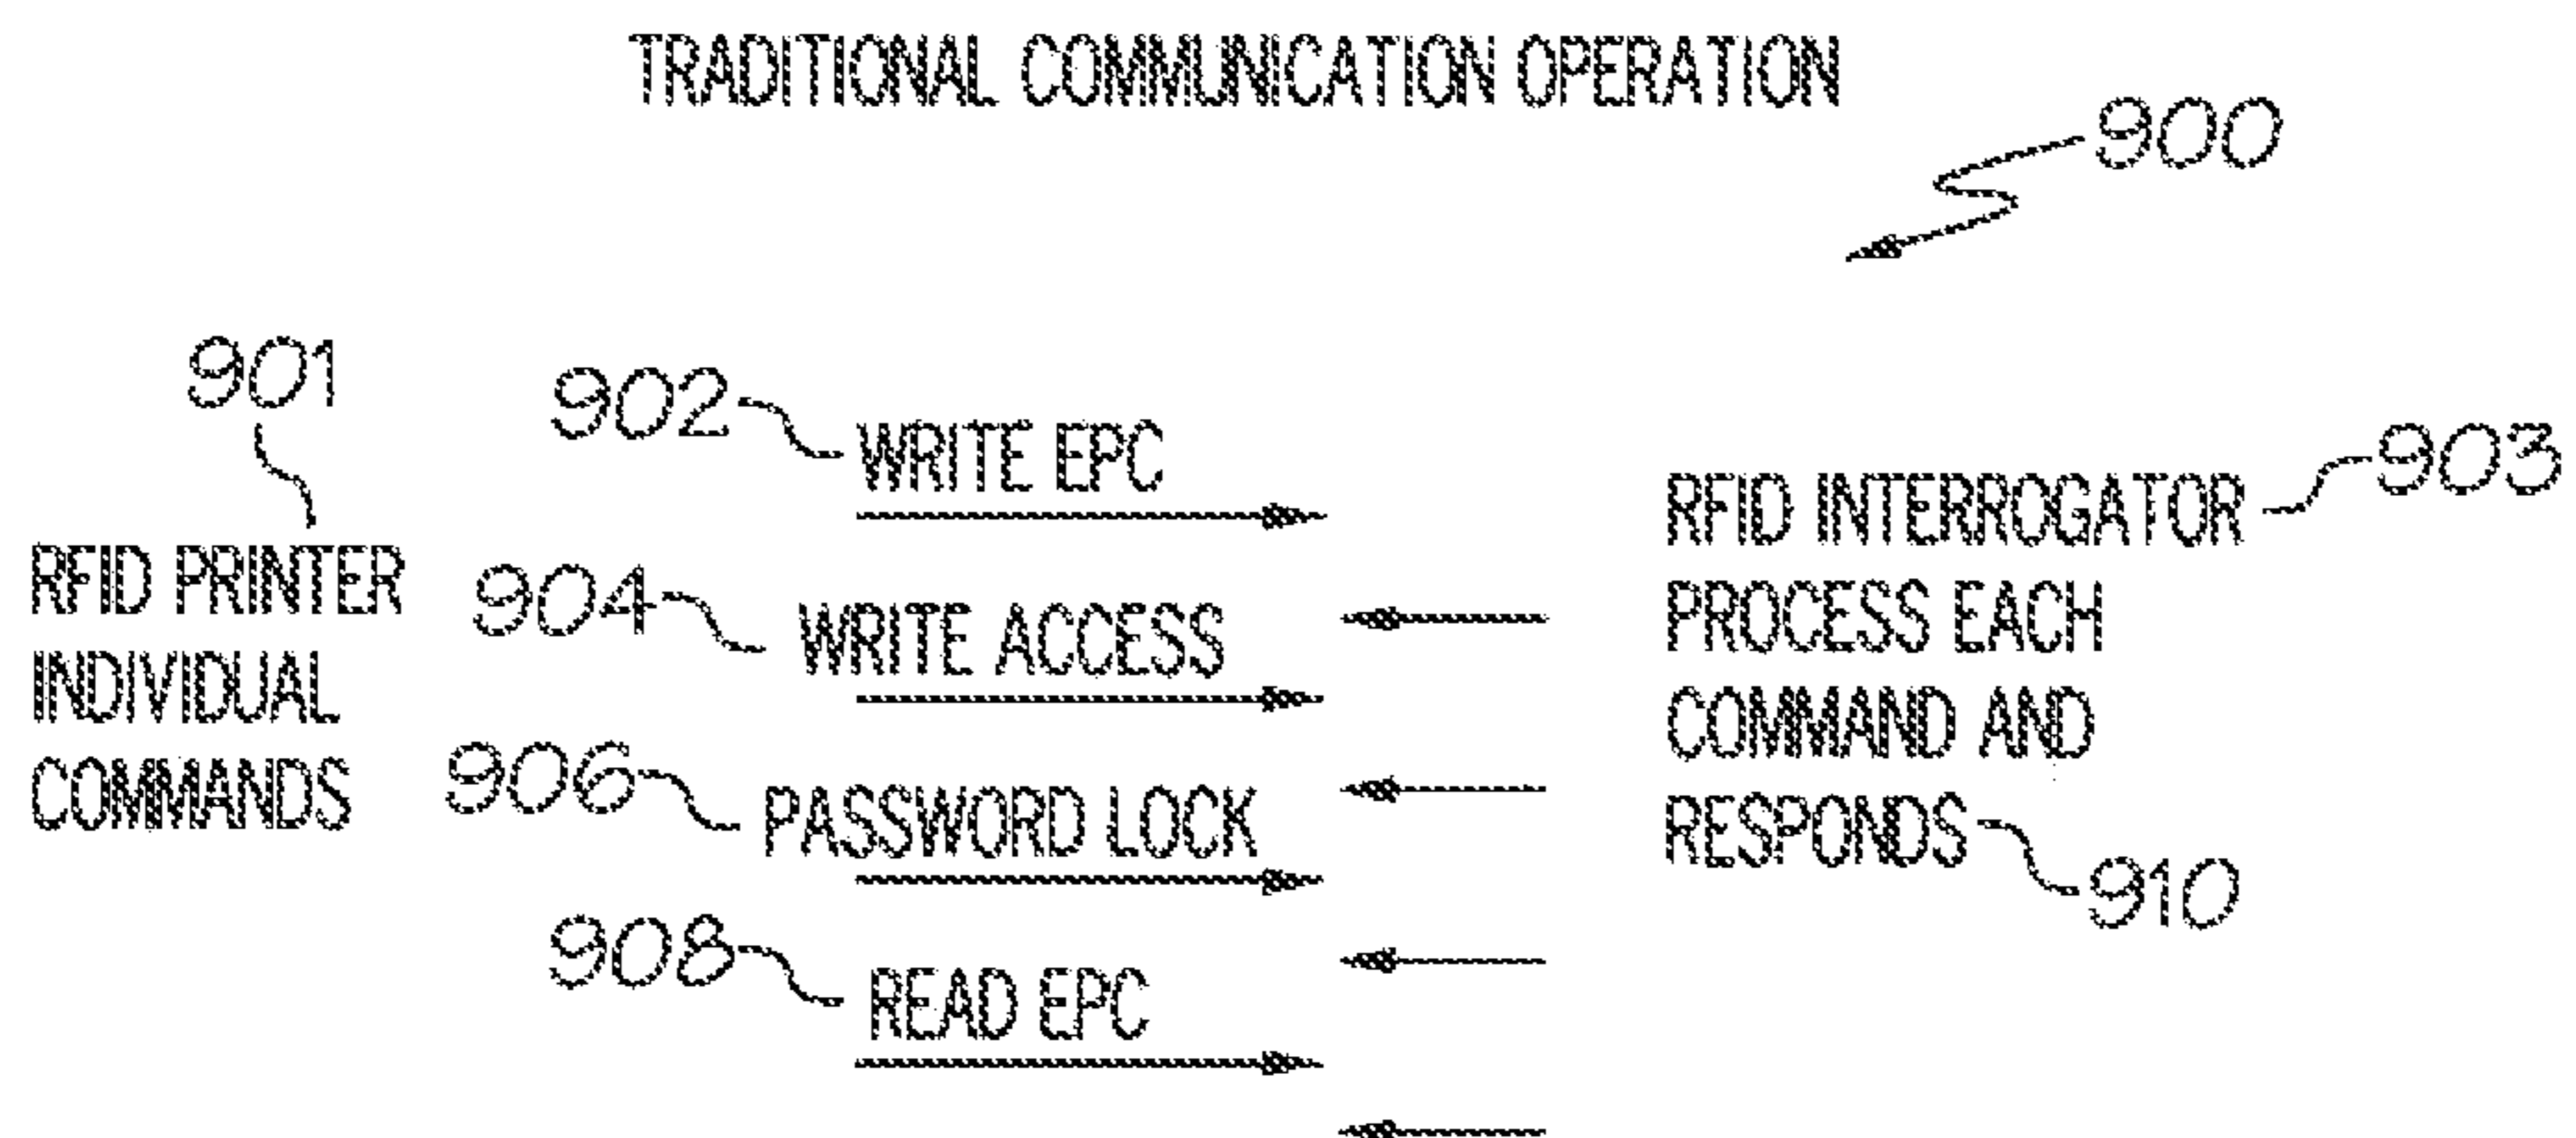 TRADITIONAL COMMUNICATION OPERATION
900
901
RFID PRINTER
INDIVIDUAL
COMMANDS
902
WRITE EPC
904
WRITE ACCESS
906
PASSWORD LOCK
908
READ EPC
903
RFID INTERROGATOR
PROCESS EACH
COMMAND AND
RESPONDS
910